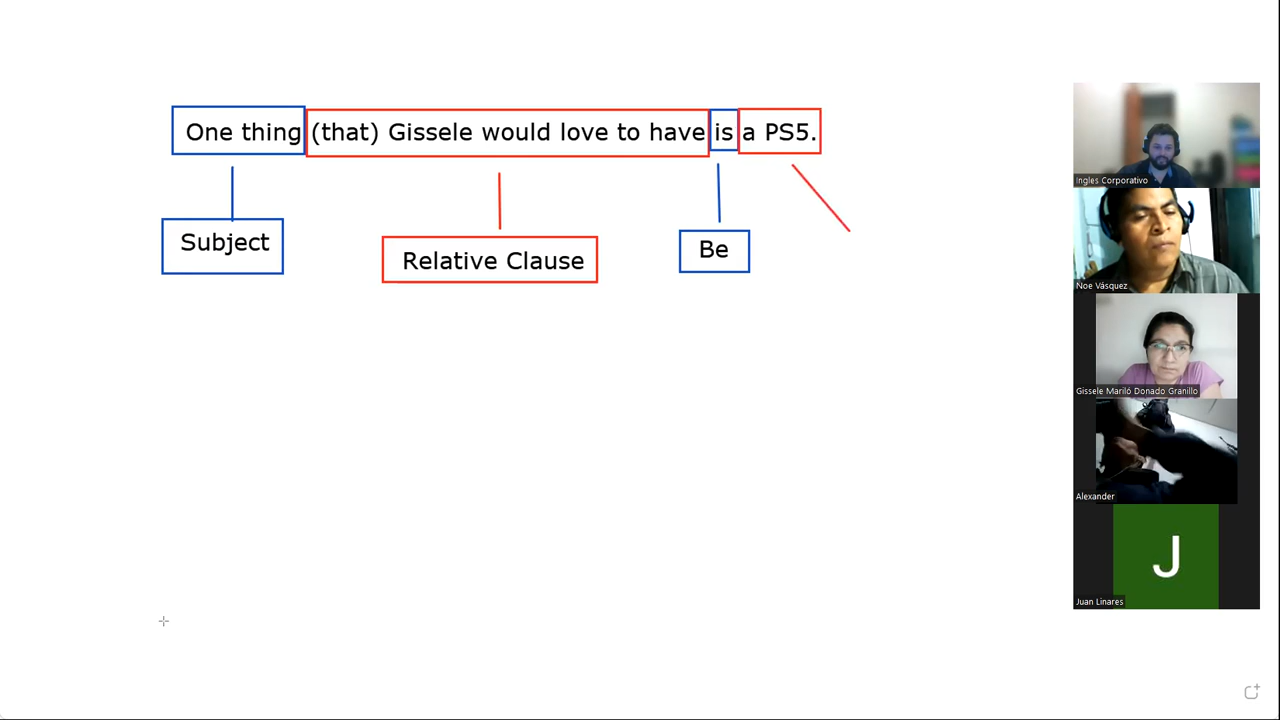 One thing (that) Gissele would love to have is a PS5.
Subject
Relative Clause
Be
Ingles Corporativo
Noe Vásquez
Gissele Mariló Donado Granillo
Alexander
J
Juan Linares